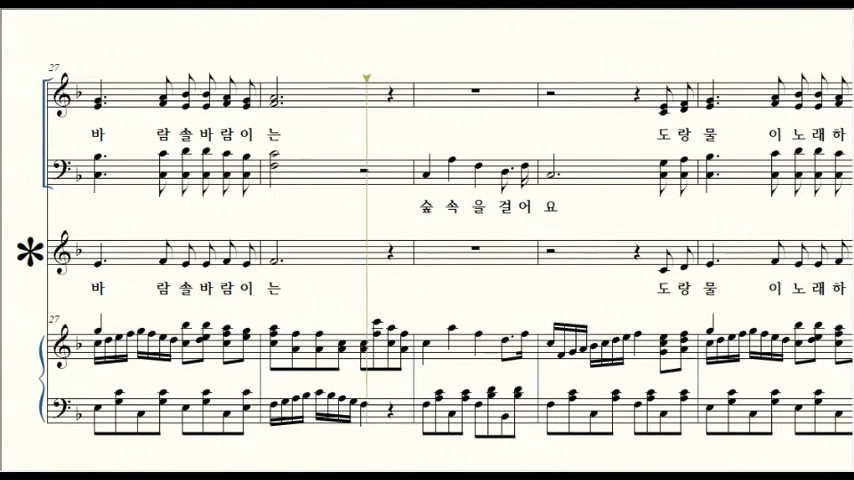 27
바 람 솔 바 람 이 는 도 랑 물 이 노 래 하
숲 속 을 걸 어 요
바 람 솔 바 람 이 는 도 랑 물 이 노 래 하
27